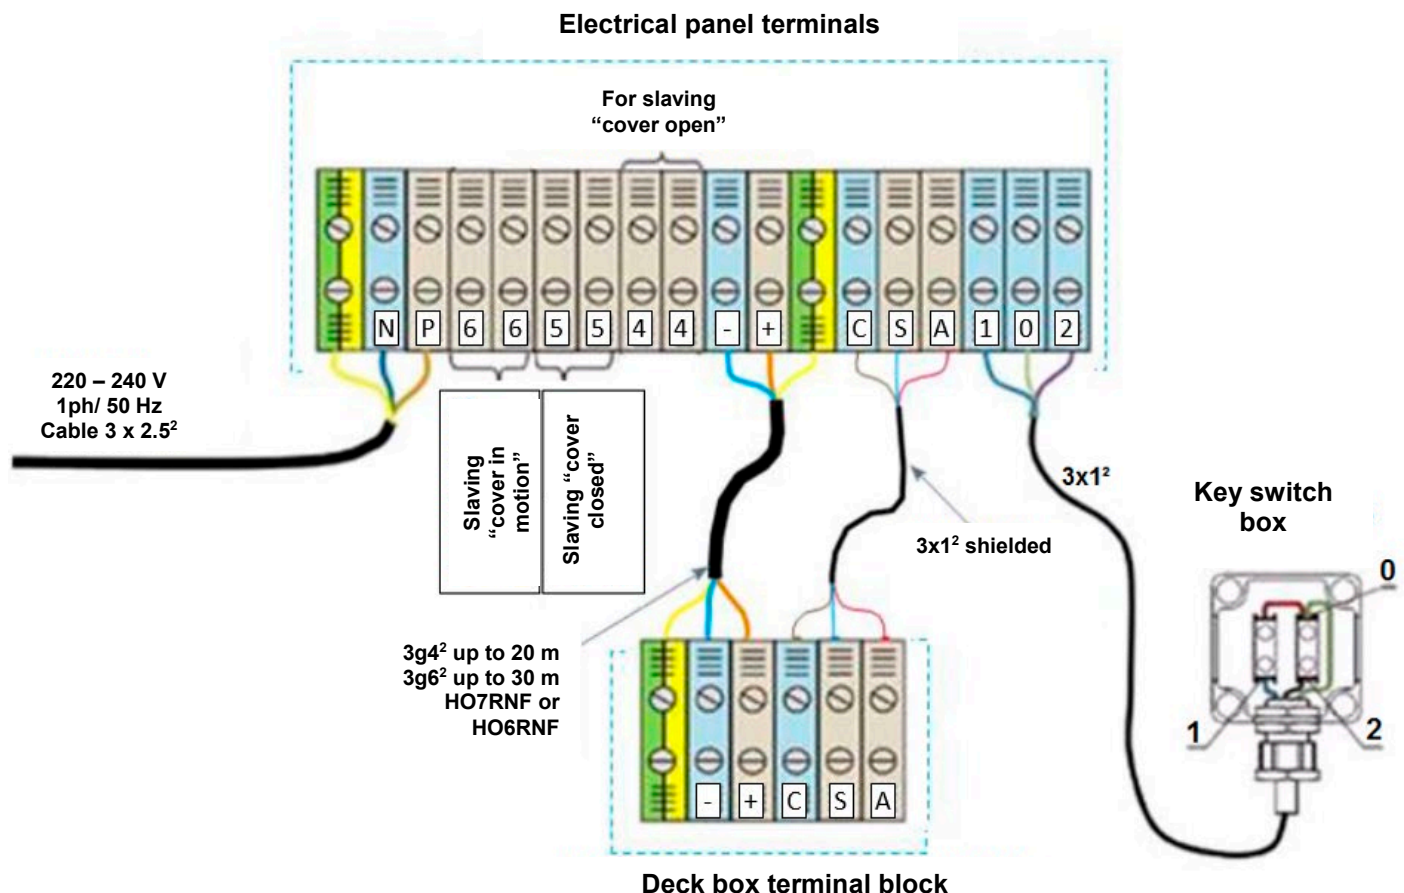 Electrical panel terminals
For slaving
“cover open”
N P 6 6 5 5 4 4 - + C S A 1 0 2
220 – 240 V
1ph/ 50 Hz
Cable 3 x 2.5²
Slaving
“cover in
motion”
Slaving “cover
closed”
3x1²
Key switch
box
3x1² shielded
0
3g4² up to 20 m
3g6² up to 30 m
HO7RNF or
HO6RNF
1
2
- + C S A
Deck box terminal block